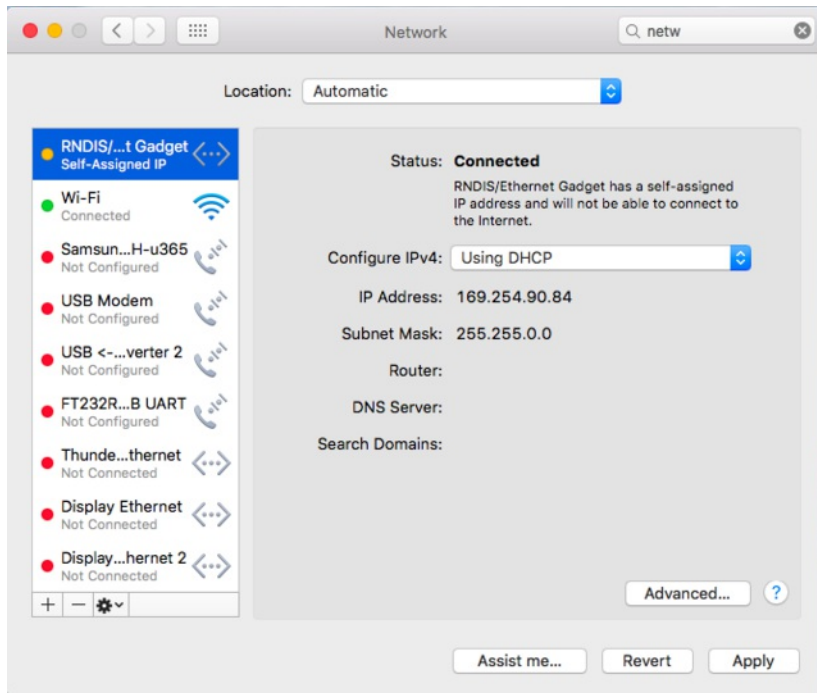 Network
netw
Location: Automatic
RNDIS/...t Gadget
Self-Assigned IP
Wi-Fi
Connected
Samsun...H-u365
Not Configured
USB Modem
Not Configured
USB <-...verter 2
Not Configured
FT232R...B UART
Not Configured
Thunde...thernet
Not Connected
Display Ethernet
Not Connected
Display...hernet 2
Not Connected
Status: Connected
RNDIS/Ethernet Gadget has a self-assigned
IP address and will not be able to connect to
the Internet.
Configure IPv4: Using DHCP
IP Address: 169.254.90.84
Subnet Mask: 255.255.0.0
Router:
DNS Server:
Search Domains:
Advanced... ?
Assist me... Revert Apply